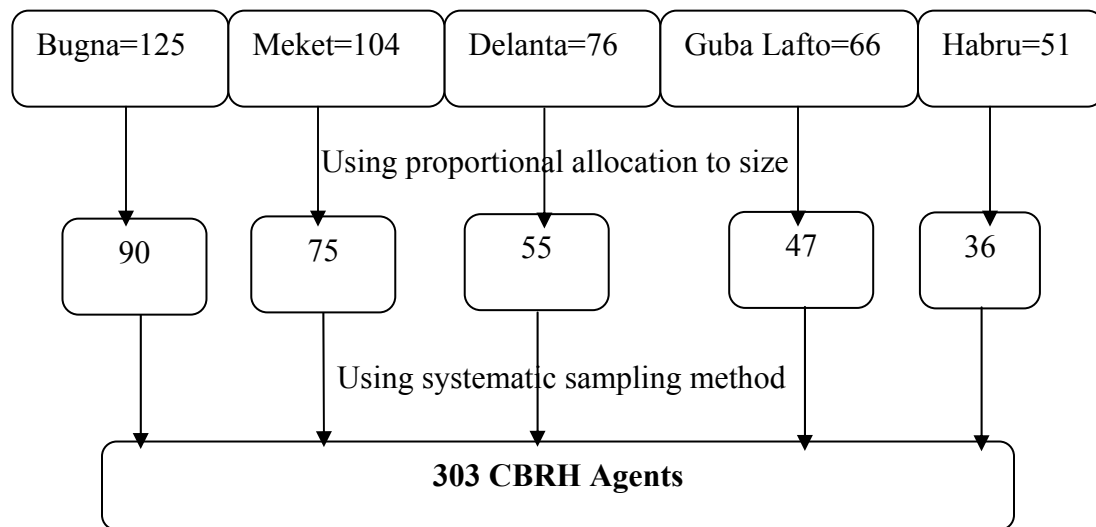 Bugna=125 Meket=104 Delanta=76 Guba Lafto=66 Habru=51
Using proportional allocation to size
90 75 55 47 36
Using systematic sampling method
303 CBRH Agents